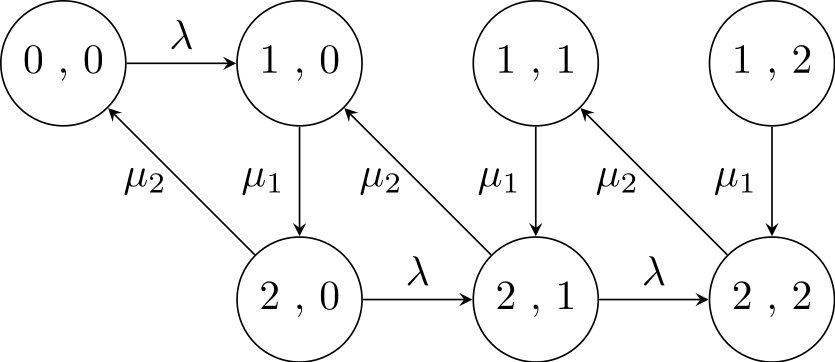 0 , 0 λ 1 , 0 1 , 1 1 , 2
μ₂ μ₁ μ₂ μ₁ μ₂ μ₁
2 , 0 λ 2 , 1 λ 2 , 2